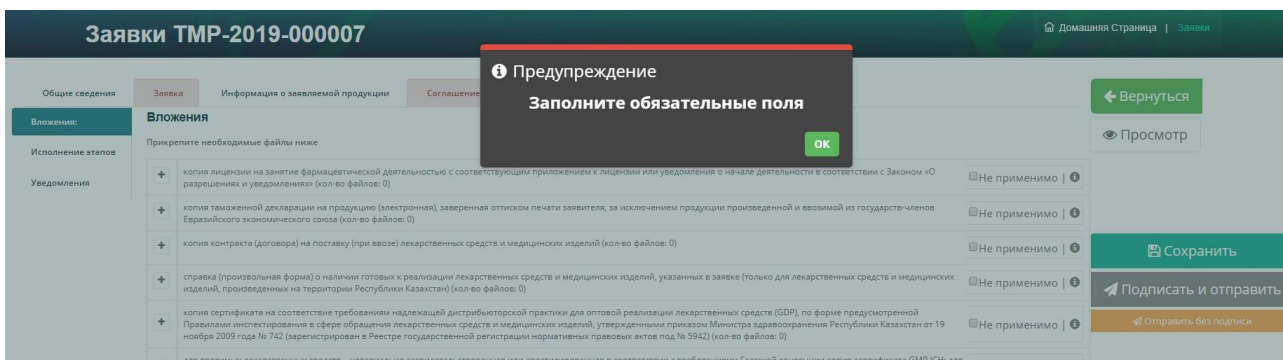 Заявки TMP-2019-000007
Домашняя Страница | Заявки
Предупреждение
Заполните обязательные поля
ОК
Общие сведения
Заявка
Информация о заявляемой продукции
Соглашение
Вернуться
Вложения:
Вложения
Просмотр
Исполнение этапов
Прикрепите необходимые файлы ниже
Уведомления
+ копия лицензии на занятие фармацевтической деятельностью с соответствующим приложением к лицензии или уведомления о начале деятельности в соответствии с Законом «О
разрешениях и уведомлениях» (кол-во файлов: 0)
Не применимо |
+ копия таможенной декларации на продукцию (электронная), заверенная оттиском печати заявителя, за исключением продукции произведенной и ввозимой из государств-членов
Евразийского экономического союза (кол-во файлов: 0)
Не применимо |
+ копия контракта (договора) на поставку (при ввозе) лекарственных средств и медицинских изделий (кол-во файлов: 0)
Не применимо |
Сохранить
+ справка (произвольная форма) о наличии готовых к реализации лекарственных средств и медицинских изделий, указанных в заявке (только для лекарственных средств и медицинских
изделий, произведенных на территории Республики Казахстан) (кол-во файлов: 0)
Не применимо |
Подписать и отправить
+ копия сертификата на соответствие требованиям надлежащей дистрибьюторской практики для оптовой реализации лекарственных средств (GDP), по форме предусмотренной
Правилами инспектирования в сфере обращения лекарственных средств и медицинских изделий, утвержденными приказом Министра здравоохранения Республики Казахстан от 19
ноября 2009 года № 742 (зарегистрирован в Реестре государственной регистрации нормативных правовых актов под № 5942) (кол-во файлов: 0)
Не применимо |
Отправить без подписи